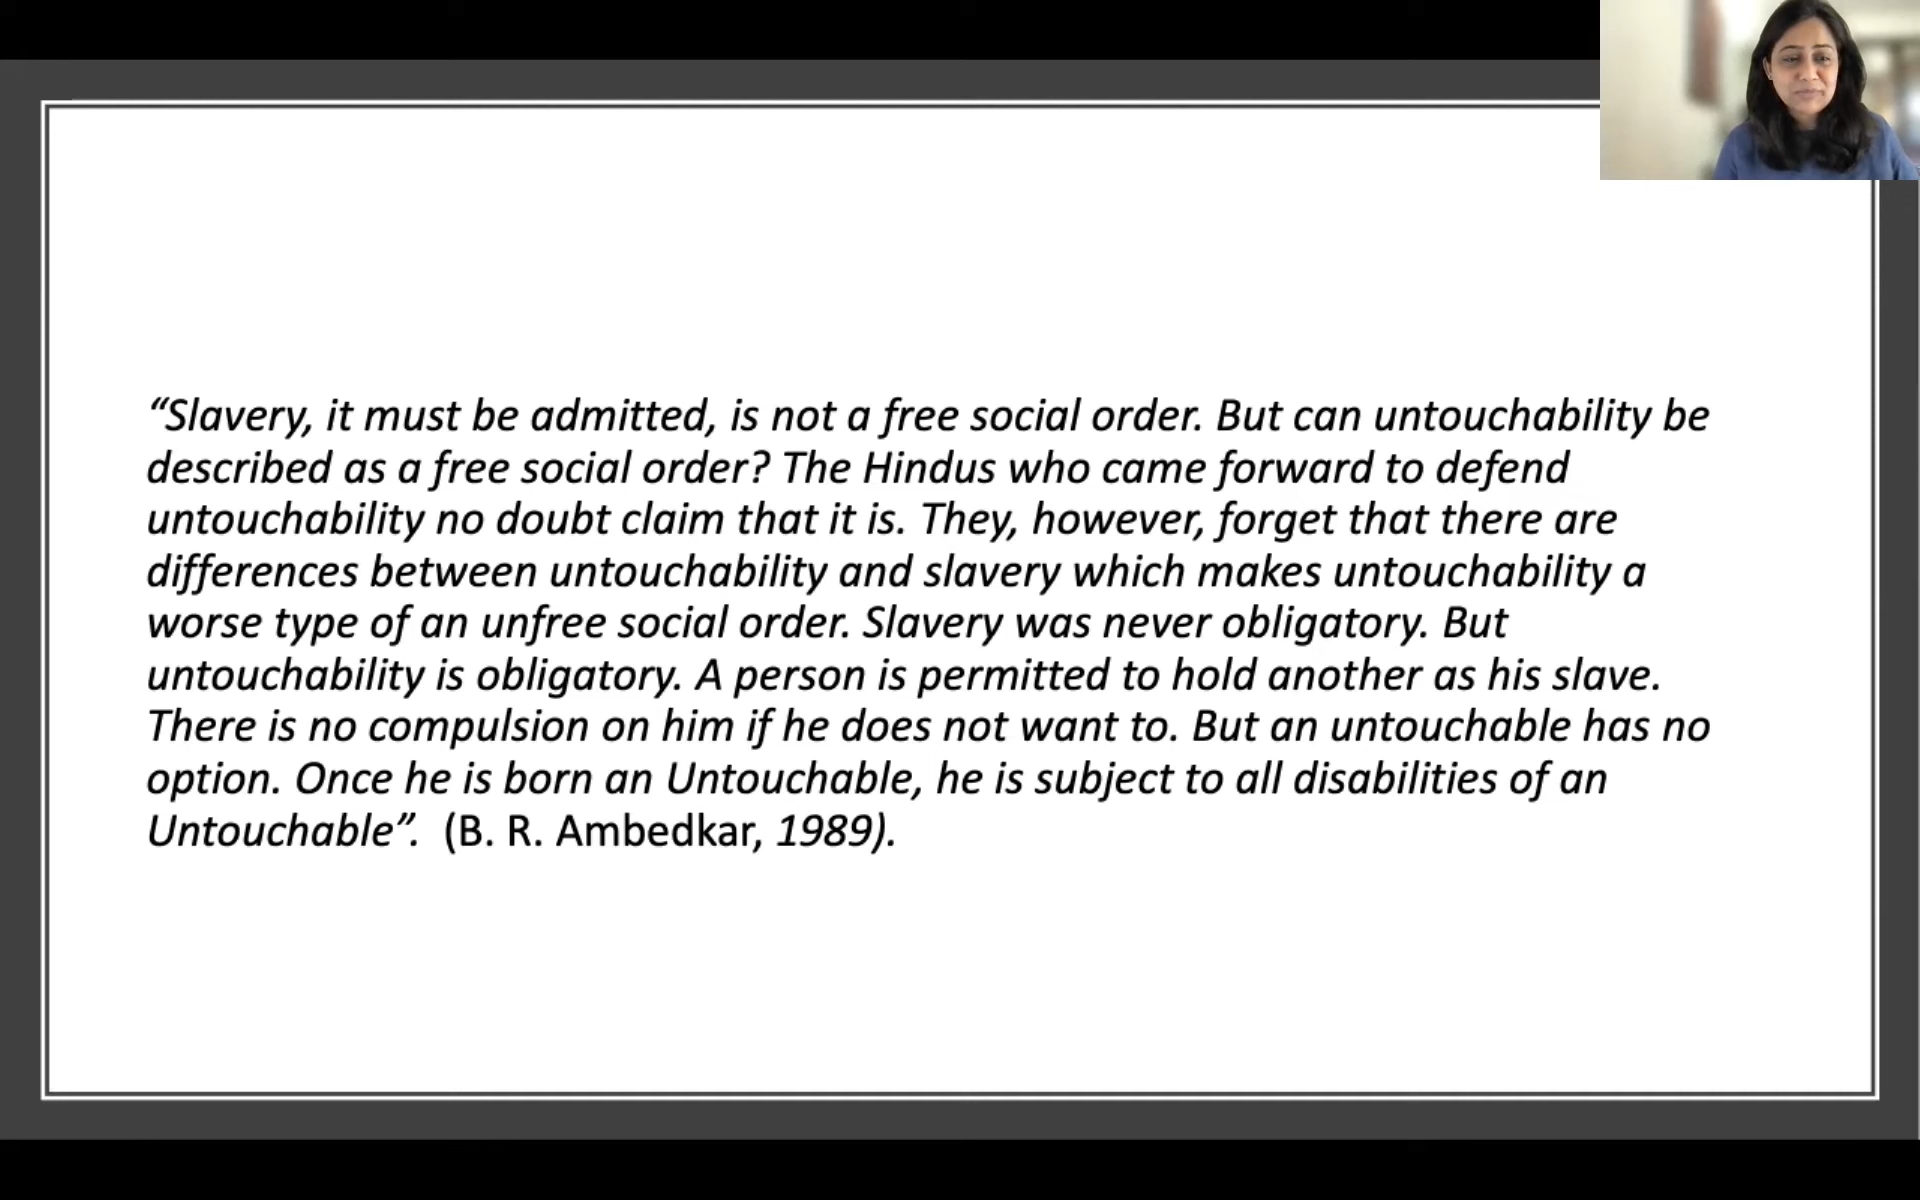 “Slavery, it must be admitted, is not a free social order. But can untouchability be
described as a free social order? The Hindus who came forward to defend
untouchability no doubt claim that it is. They, however, forget that there are
differences between untouchability and slavery which makes untouchability a
worse type of an unfree social order. Slavery was never obligatory. But
untouchability is obligatory. A person is permitted to hold another as his slave.
There is no compulsion on him if he does not want to. But an untouchable has no
option. Once he is born an Untouchable, he is subject to all disabilities of an
Untouchable”.  (B. R. Ambedkar, 1989).